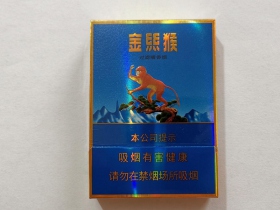 金熊猴
本公司提示
吸烟有害健康
请勿在禁烟场所吸烟